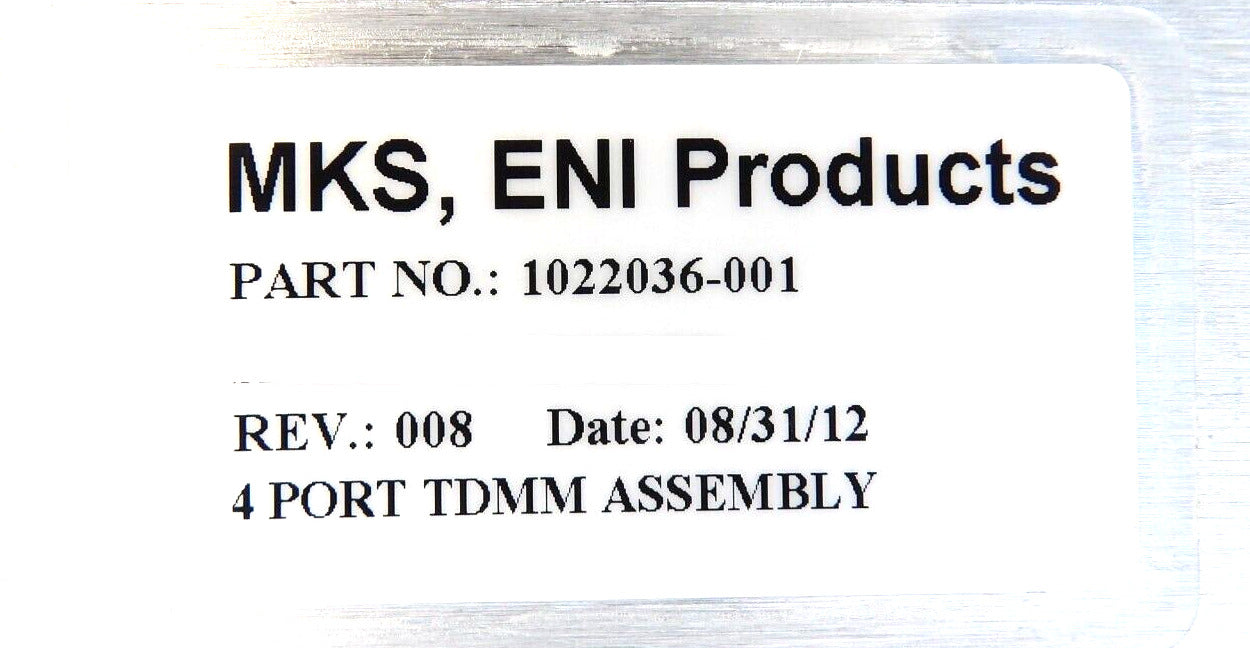 MKS, ENI Products
PART NO.: 1022036-001
REV.: 008 Date: 08/31/12
4 PORT TDMM ASSEMBLY